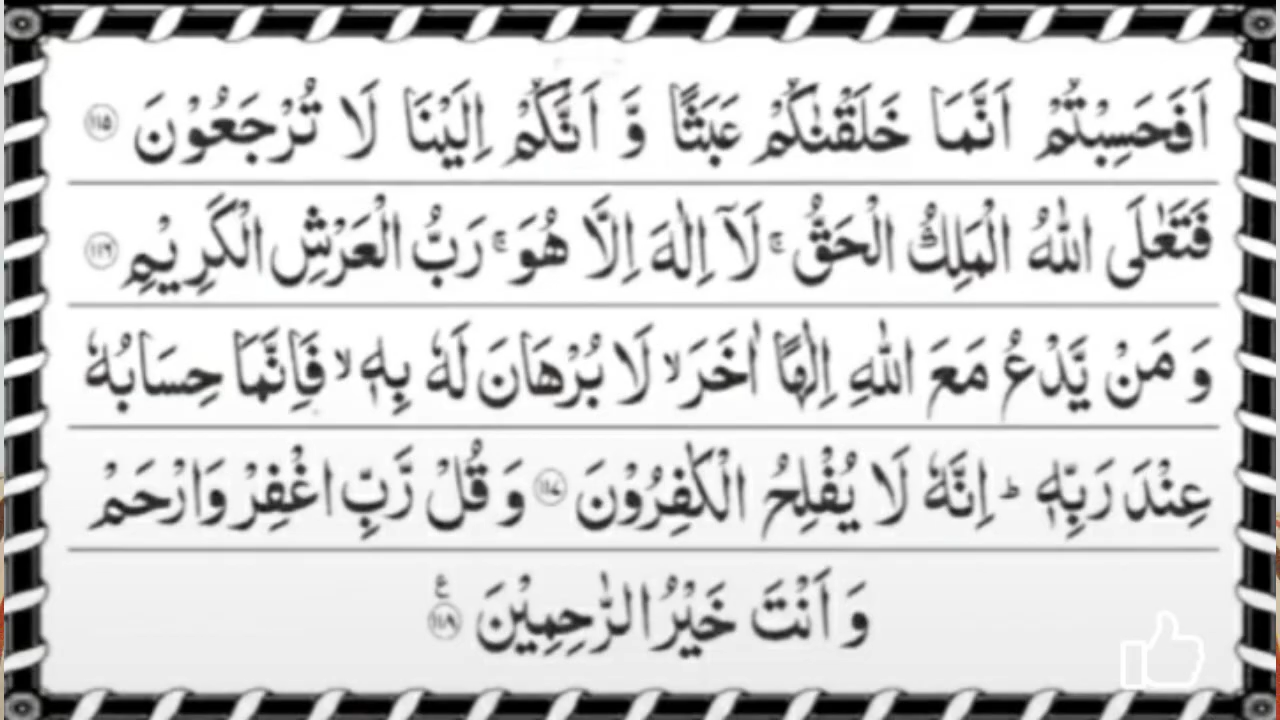 اَفَحَسِبْتُمْ اَنَّمَا خَلَقْنٰكُمْ عَبَثًا وَّ اَنَّكُمْ اِلَیْنَا لَا تُرْجَعُوْنَ ۝۱۱۵
فَتَعٰلَی اللّٰهُ الْمَلِكُ الْحَقُّ ۚ لَاۤ اِلٰهَ اِلَّا هُوَ ۚ رَبُّ الْعَرْشِ الْكَرِیْمِ ۝۱۱۶
وَ مَنْ یَّدْعُ مَعَ اللّٰهِ اِلٰهًا اٰخَرَ ۙ لَا بُرْهَانَ لَهٗ بِهٖ ۙ فَاِنَّمَا حِسَابُهٗ
عِنْدَ رَبِّهٖ ؕ اِنَّهٗ لَا یُفْلِحُ الْكٰفِرُوْنَ ۝۱۱۷ وَ قُلْ رَّبِّ اغْفِرْ وَارْحَمْ
وَ اَنْتَ خَیْرُ الرّٰحِمِیْنَ ۝۱۱۸ ع